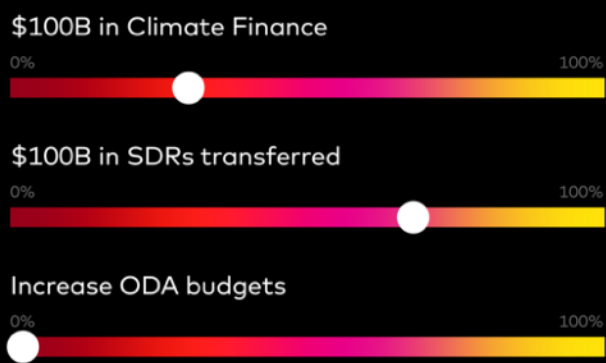 $100B in Climate Finance
0% 100%
$100B in SDRs transferred
0% 100%
Increase ODA budgets
0% 100%